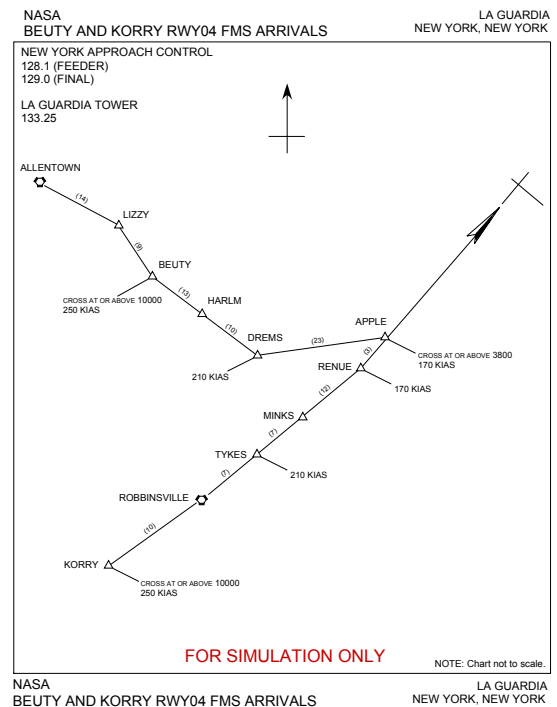 NASA
BEUTY AND KORRY RWY04 FMS ARRIVALS
LA GUARDIA
NEW YORK, NEW YORK
NEW YORK APPROACH CONTROL
128.1 (FEEDER)
129.0 (FINAL)
LA GUARDIA TOWER
133.25
ALLENTOWN
(14)
LIZZY
(9)
BEUTY
CROSS AT OR ABOVE 10000
250 KIAS
(13)
HARLM
(10)
DREMS
210 KIAS
(23)
APPLE
CROSS AT OR ABOVE 3800
170 KIAS
(3)
RENUE
170 KIAS
(12)
MINKS
(7)
TYKES
210 KIAS
(7)
ROBBINSVILLE
(10)
KORRY
CROSS AT OR ABOVE 10000
250 KIAS
FOR SIMULATION ONLY
NOTE: Chart not to scale.
NASA
BEUTY AND KORRY RWY04 FMS ARRIVALS
LA GUARDIA
NEW YORK, NEW YORK